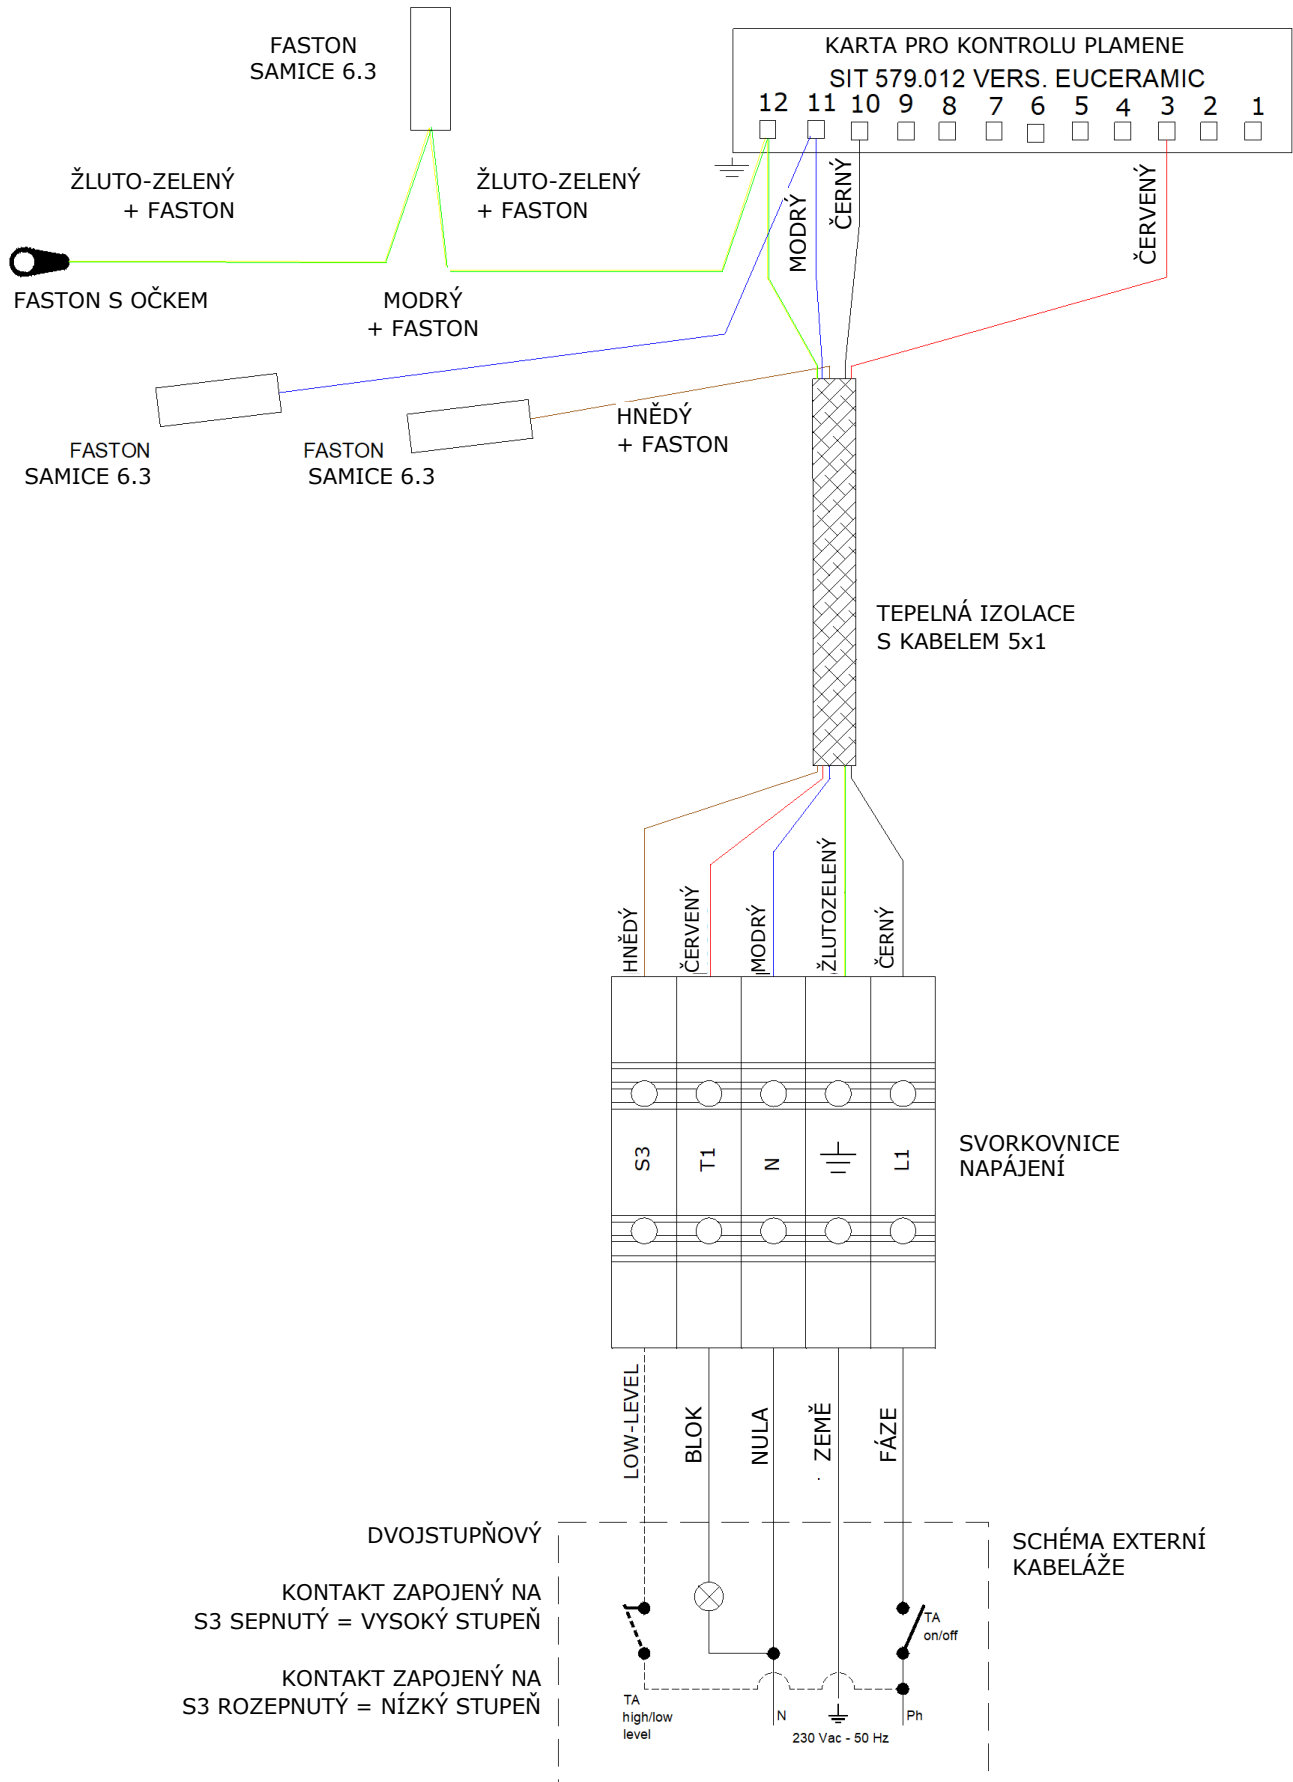 FASTON
SAMICE 6.3
KARTA PRO KONTROLU PLAMENE
SIT 579.012 VERS. EUCERAMIC
12 11 10 9 8 7 6 5 4 3 2 1
ŽLUTO-ZELENÝ
+ FASTON
ŽLUTO-ZELENÝ
+ FASTON
MODRÝ
ČERNÝ
ČERVENÝ
FASTON S OČKEM
MODRÝ
+ FASTON
HNĚDÝ
+ FASTON
FASTON
SAMICE 6.3
FASTON
SAMICE 6.3
TEPELNÁ IZOLACE
S KABELEM 5x1
HNĚDÝ
ČERVENÝ
MODRÝ
ŽLUTOZELENÝ
ČERNÝ
S3
T1
N
L1
SVORKOVNICE
NAPÁJENÍ
LOW-LEVEL
BLOK
NULA
ZEMĚ
FÁZE
DVOJSTUPŇOVÝ
KONTAKT ZAPOJENÝ NA
S3 SEPNUTÝ = VYSOKÝ STUPEŇ
KONTAKT ZAPOJENÝ NA
S3 ROZEPNUTÝ = NÍZKÝ STUPEŇ
SCHÉMA EXTERNÍ
KABELÁŽE
TA
on/off
TA
high/low
level
N
Ph
230 Vac - 50 Hz